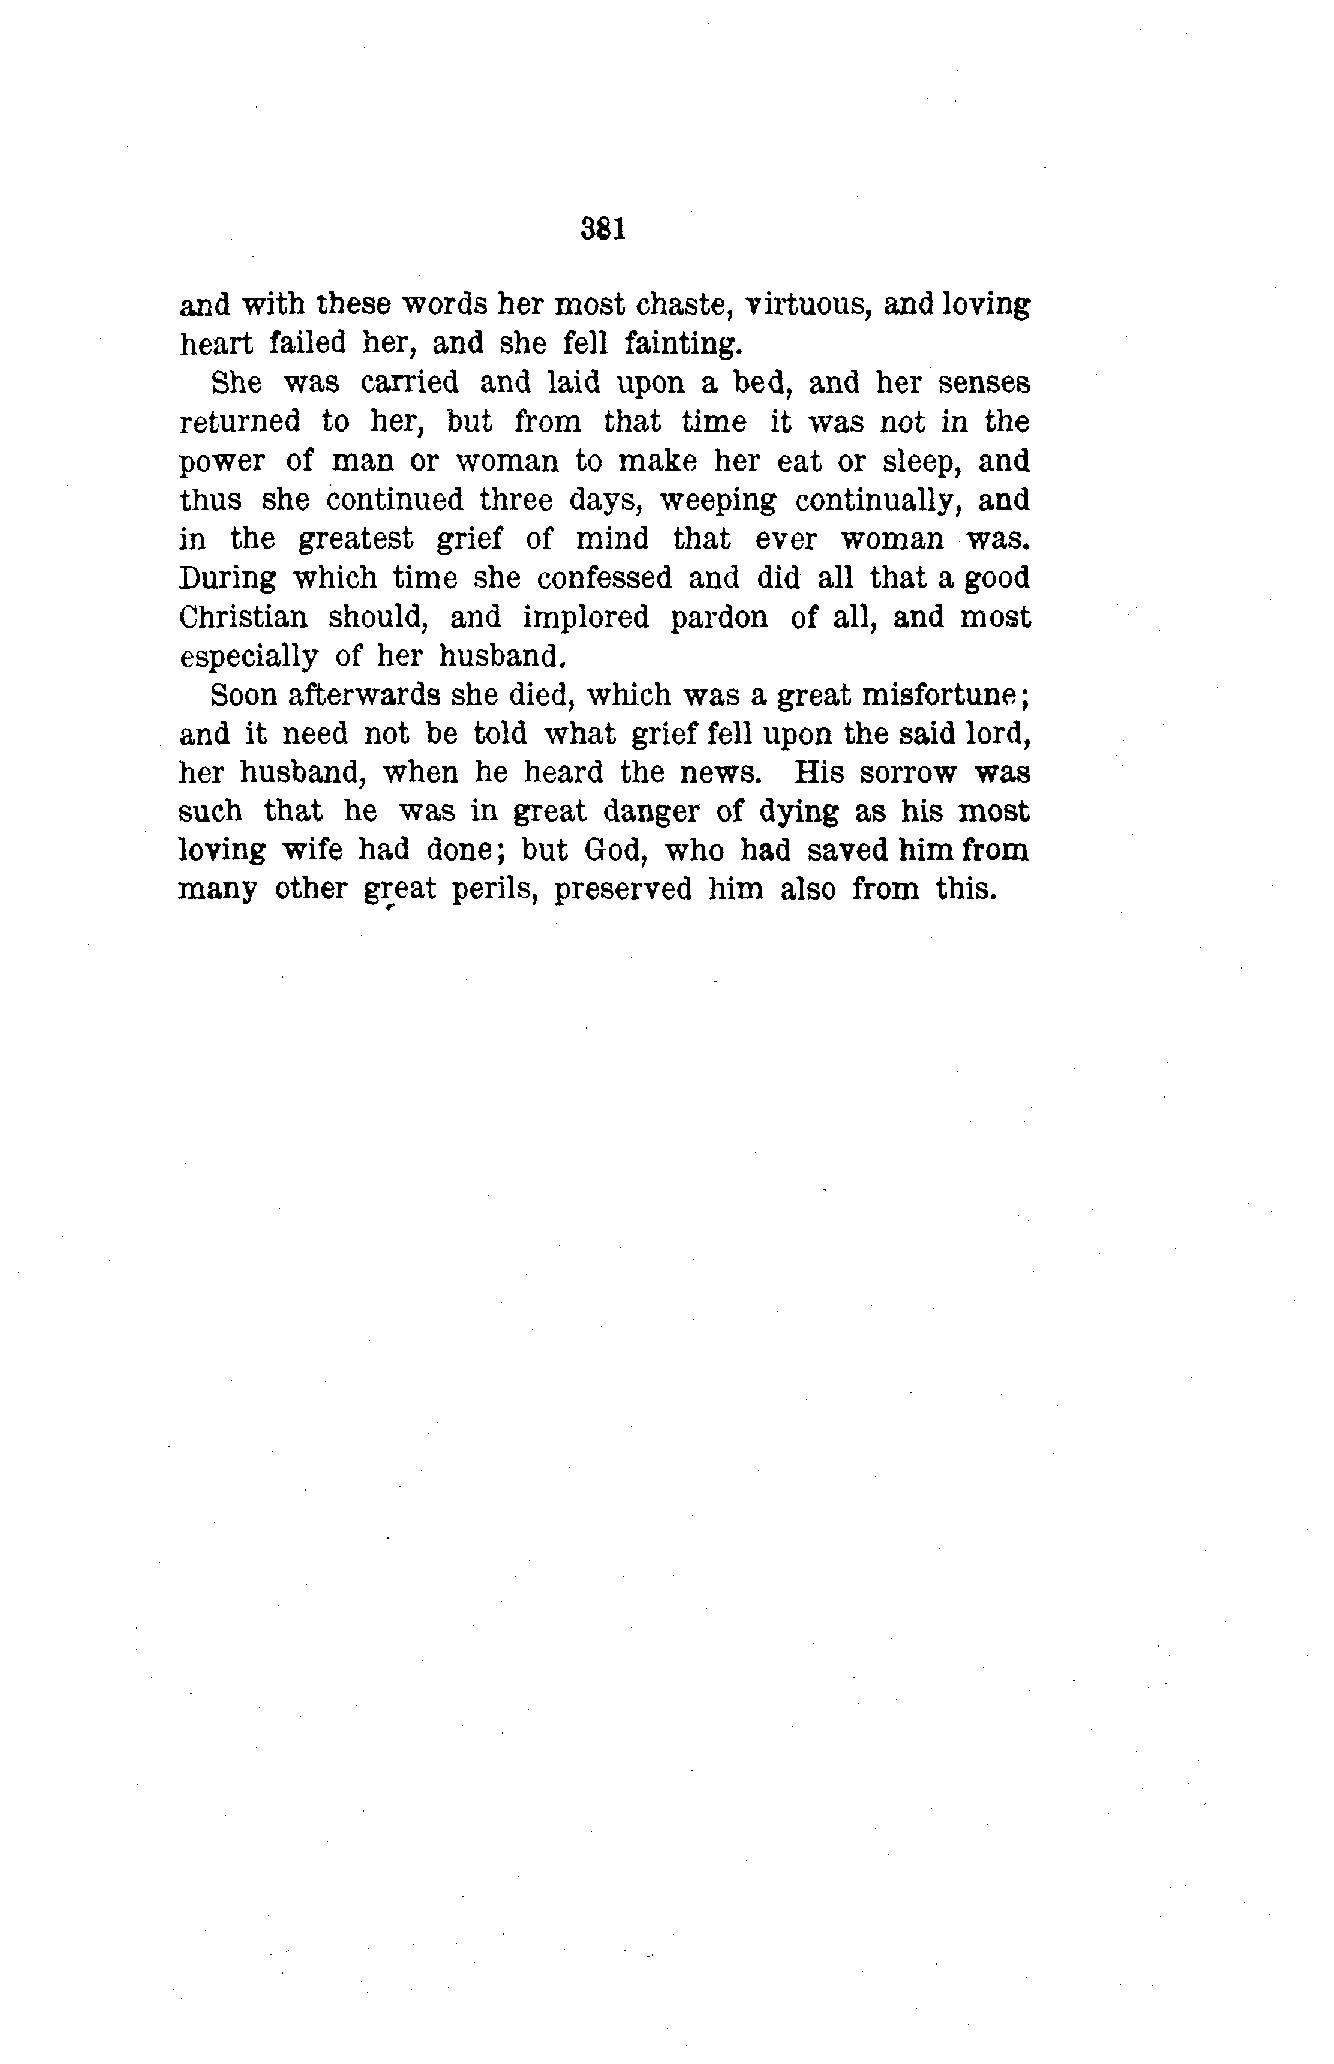 381
and with these words her most chaste, virtuous, and loving
heart failed her, and she fell fainting.
She was carried and laid upon a bed, and her senses
returned to her, but from that time it was not in the
power of man or woman to make her eat or sleep, and
thus she continued three days, weeping continually, and
in the greatest grief of mind that ever woman was.
During which time she confessed and did all that a good
Christian should, and implored pardon of all, and most
especially of her husband.
Soon afterwards she died, which was a great misfortune;
and it need not be told what grief fell upon the said lord,
her husband, when he heard the news. His sorrow was
such that he was in great danger of dying as his most
loving wife had done; but God, who had saved him from
many other great perils, preserved him also from this.